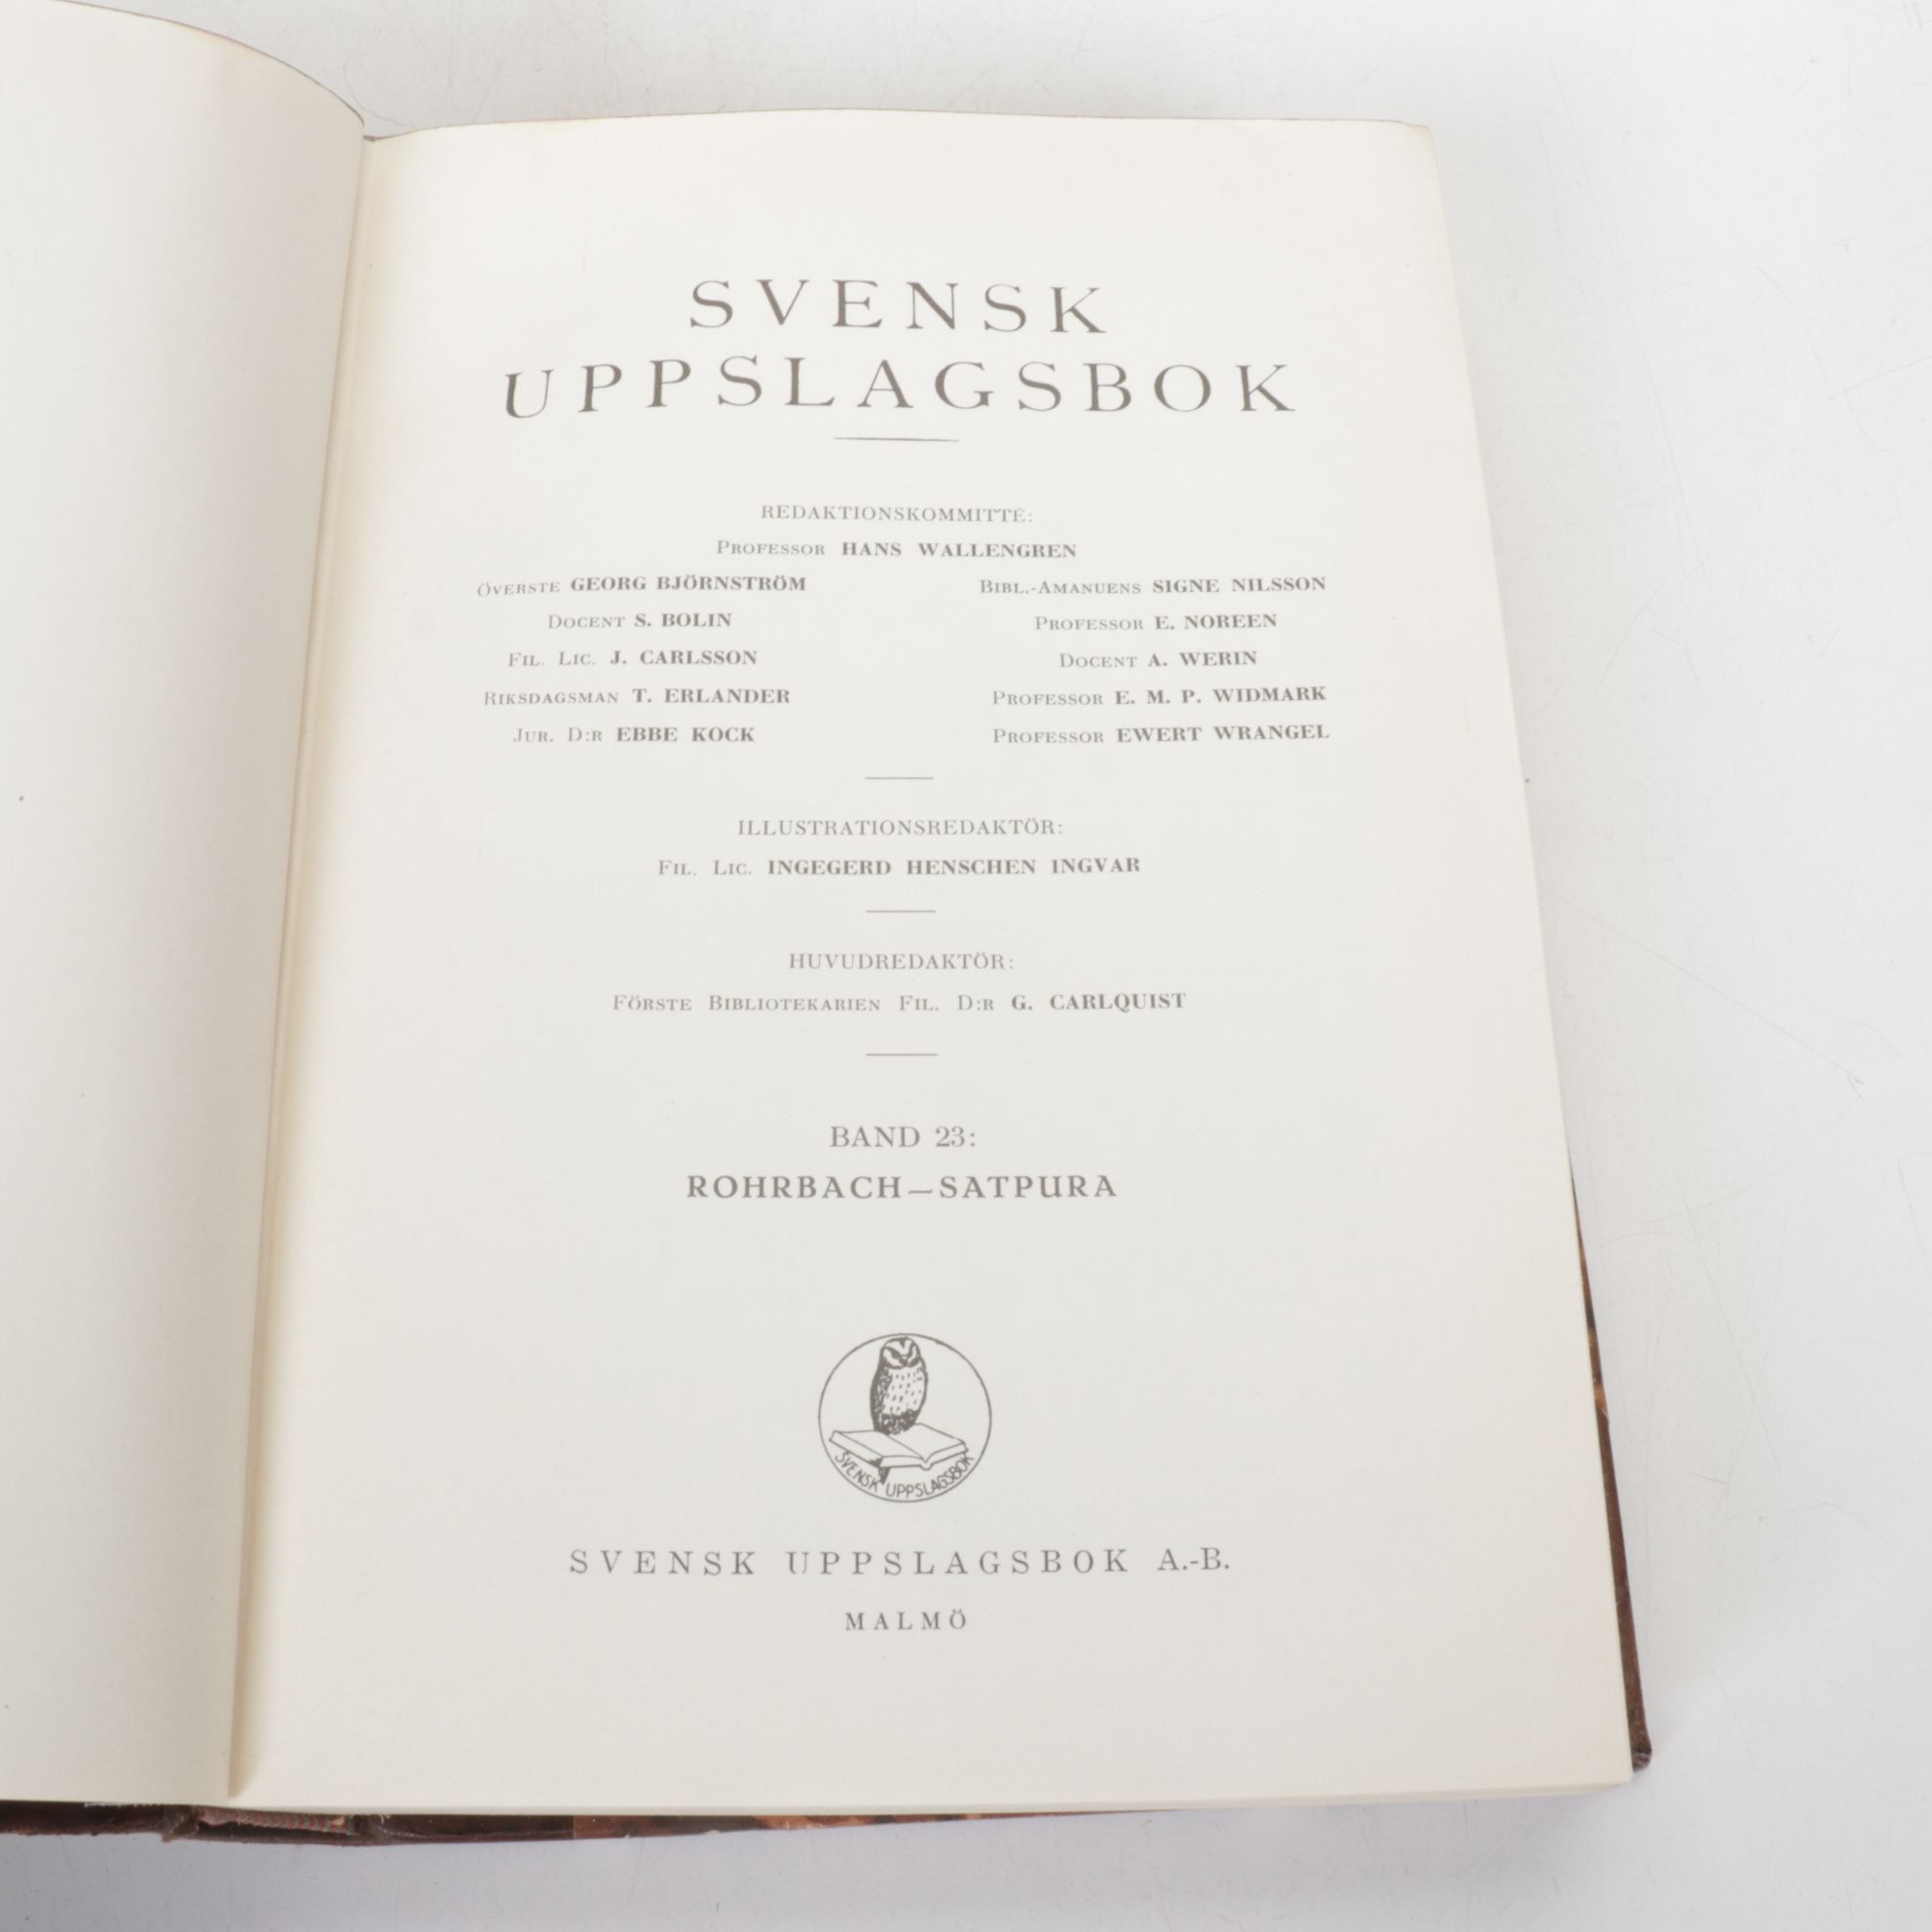 SVENSK
UPPSLAGSBOK
REDAKTIONSKOMMITTÉ:
PROFESSOR HANS WALLENGREN
ÖVERSTE GEORG BJÖRNSTRÖM
DOCENT S. BOLIN
FIL. LIC. J. CARLSSON
RIKSDAGSMAN T. ERLANDER
JUR. D:R EBBE KOCK
BIBL.-AMANUENS SIGNE NILSSON
PROFESSOR E. NOREEN
DOCENT A. WERIN
PROFESSOR E. M. P. WIDMARK
PROFESSOR EWERT WRANGEL
ILLUSTRATIONSREDAKTÖR:
FIL. LIC. INGEGERD HENSCHEN INGVAR
HUVUDREDAKTÖR:
FÖRSTE BIBLIOTEKARIEN FIL. D:R G. CARLQUIST
BAND 23:
ROHRBACH—SATPURA
SVENSK UPPSLAGSBOK
SVENSK UPPSLAGSBOK A.-B.
MALMÖ